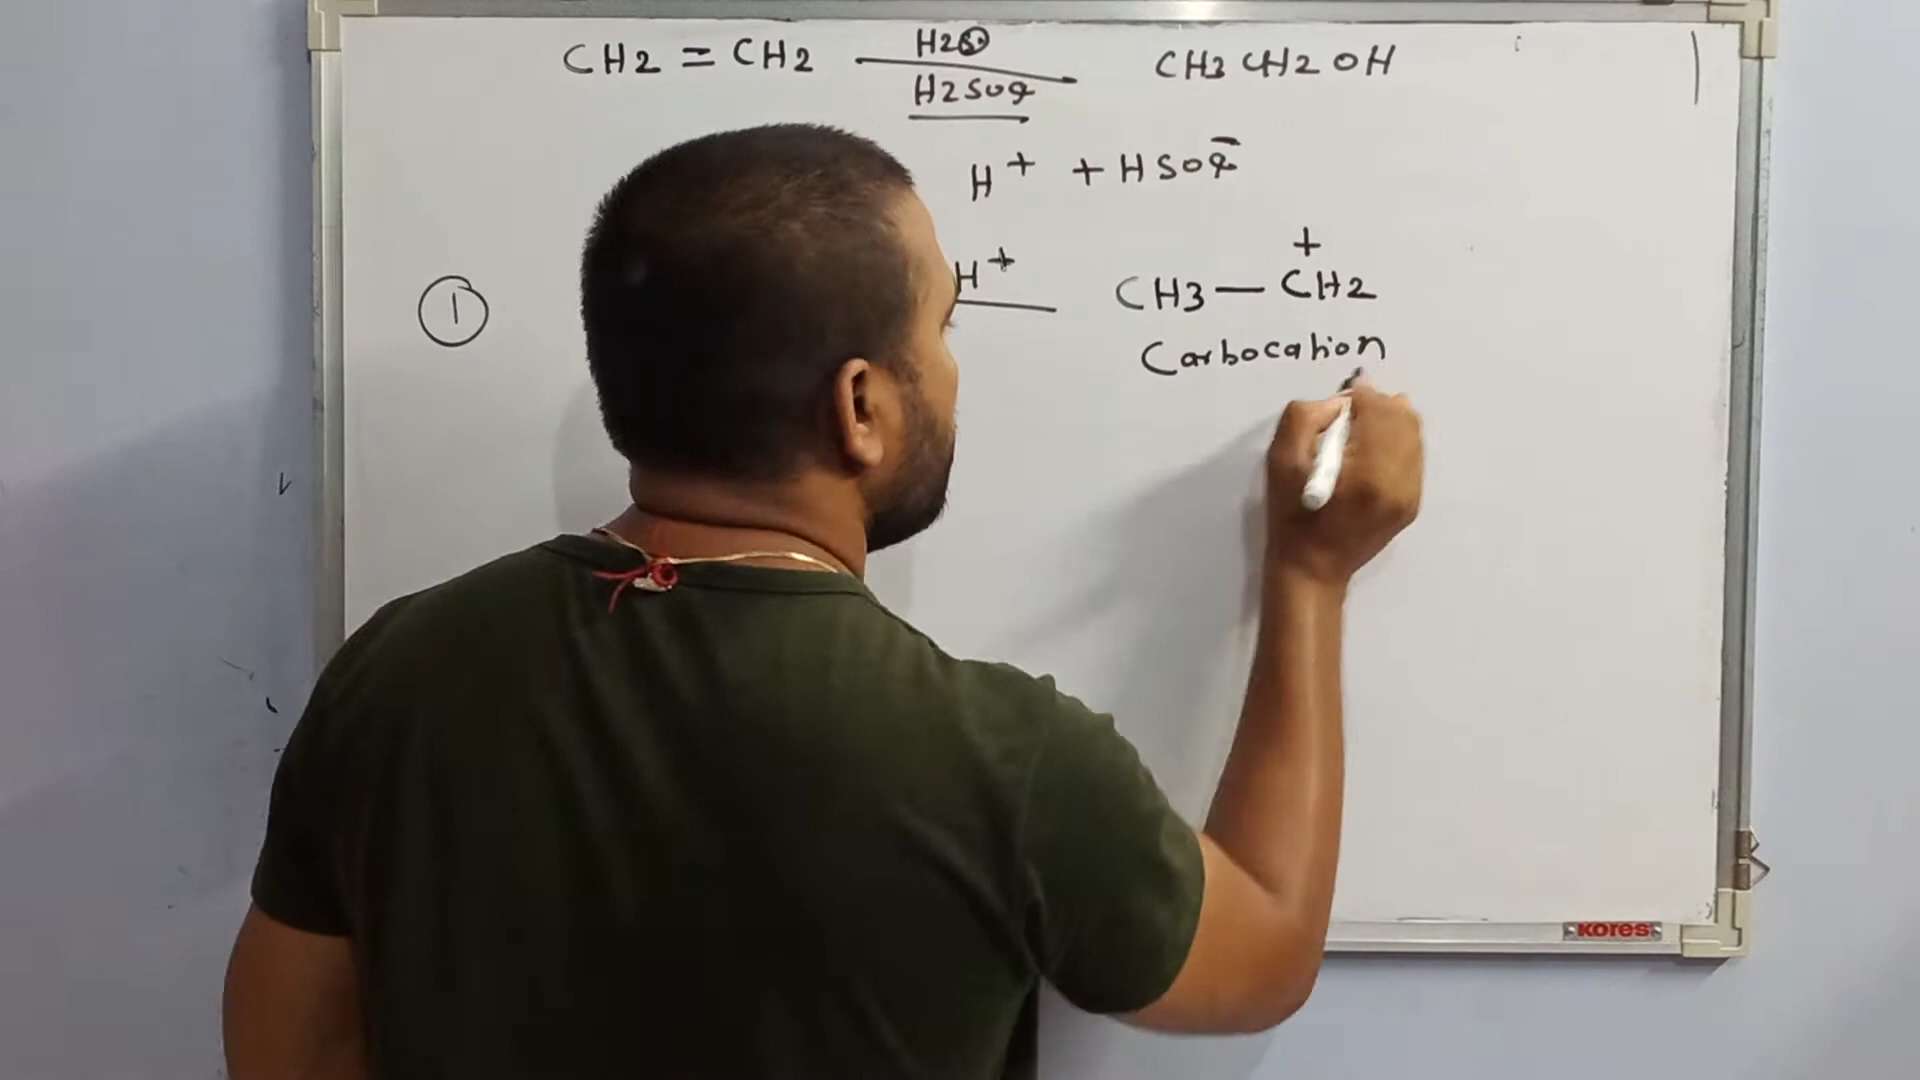 CH2 = CH2 H2O CH3 CH2 OH
H2SO4
H+ + HSO4-
① H+ CH3 — CH2+
Carbocation
KORES